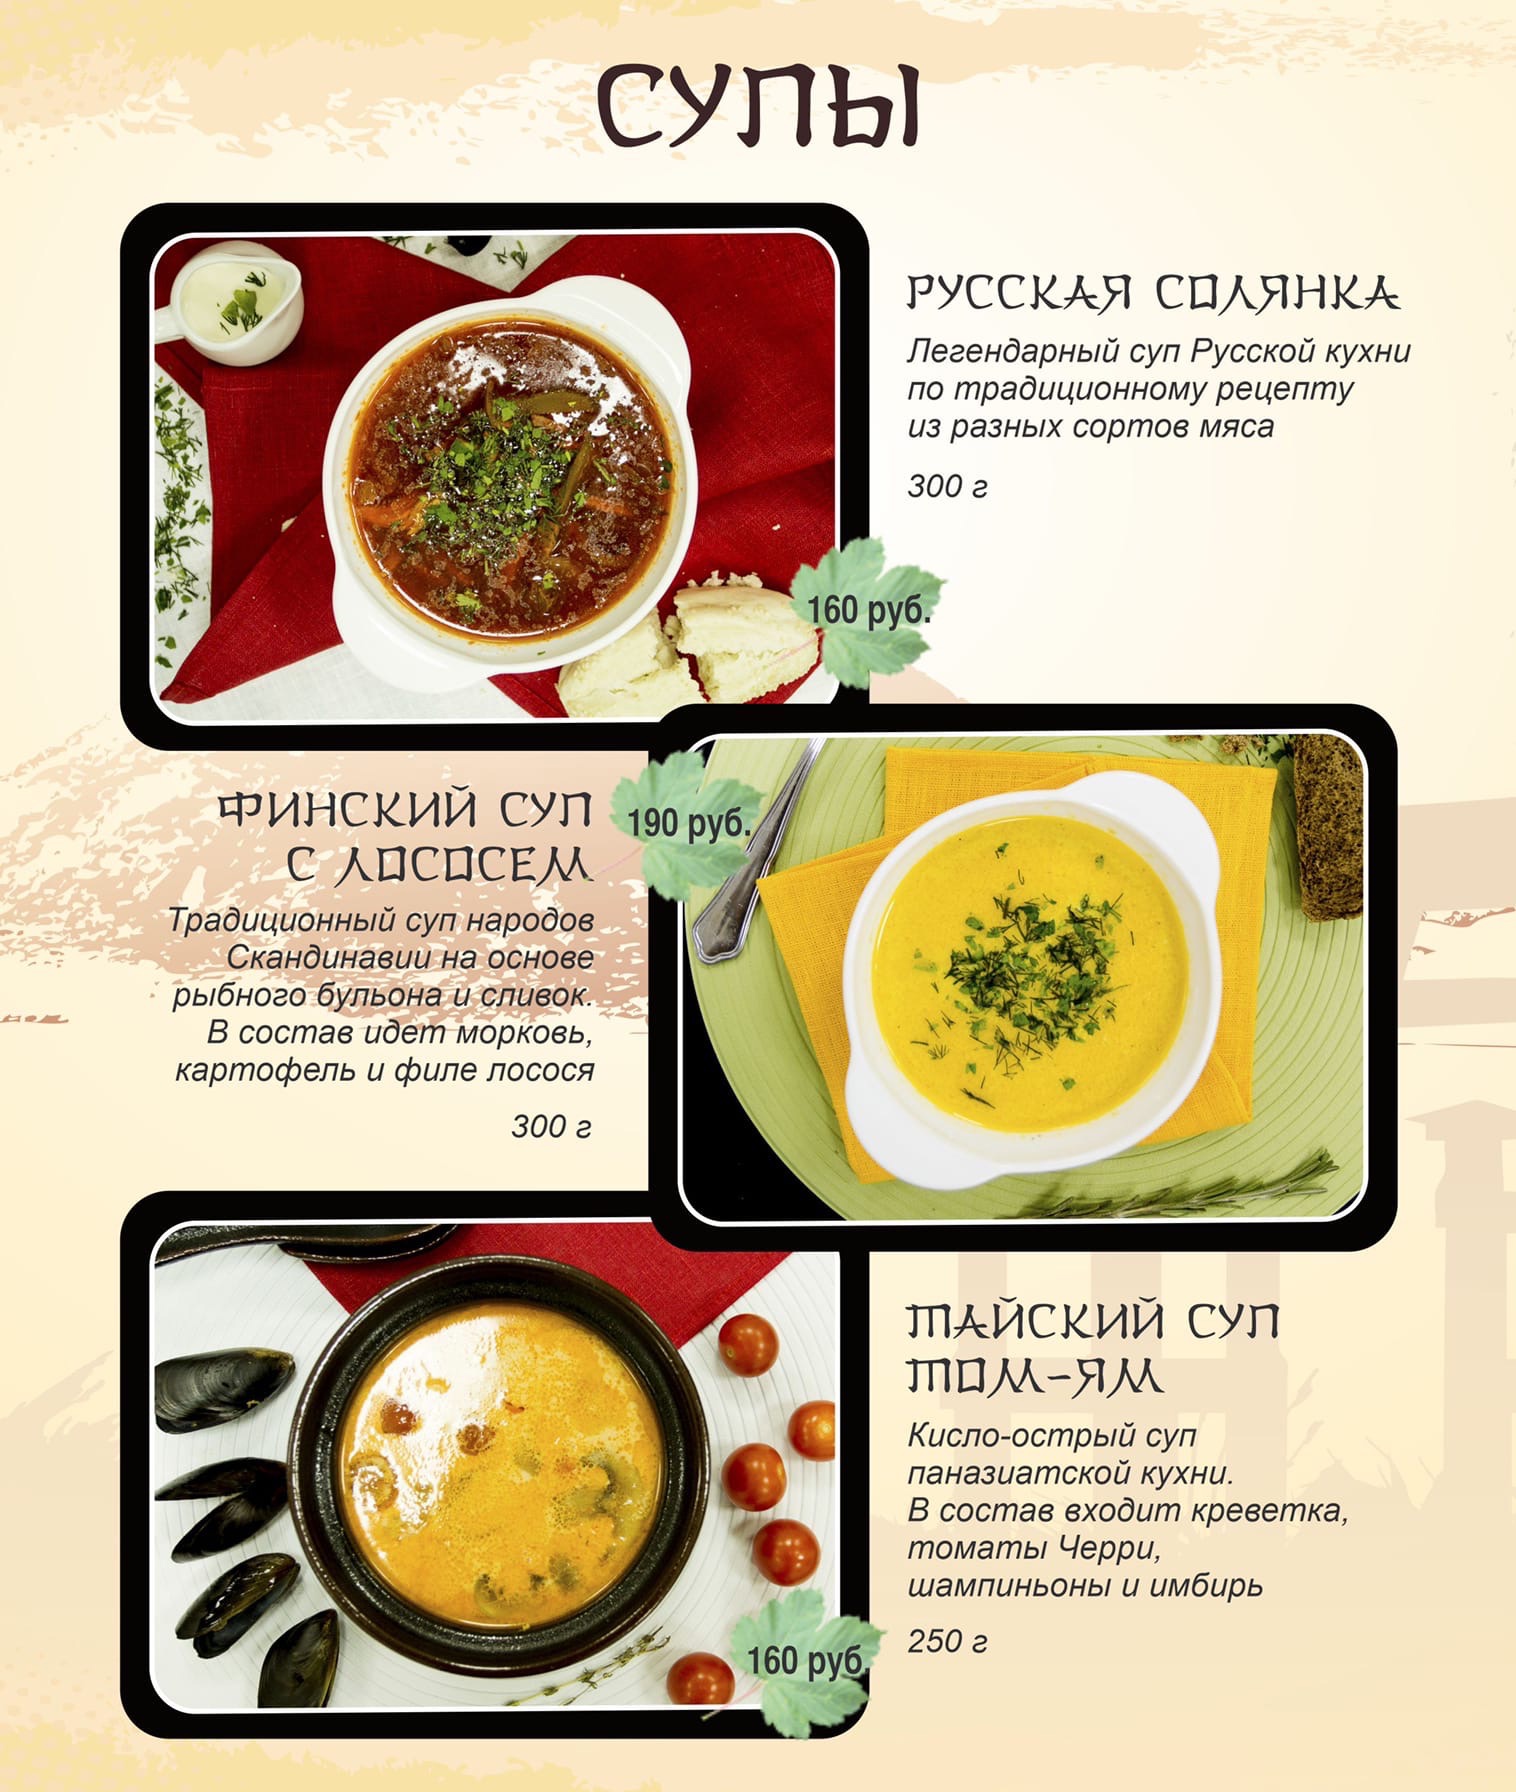 СУПЫ
РУССКАЯ СОЛЯНКА
Легендарный суп Русской кухни
по традиционному рецепту
из разных сортов мяса
300 г
160 руб.
ФИНСКИЙ СУП
С ЛОСОСЕМ
190 руб.
Традиционный суп народов
Скандинавии на основе
рыбного бульона и сливок.
В состав идет морковь,
картофель и филе лосося
300 г
ТАЙСКИЙ СУП
ТОМ-ЯМ
Кисло-острый суп
паназиатской кухни.
В состав входит креветка,
томаты Черри,
шампиньоны и имбирь
250 г
160 руб.